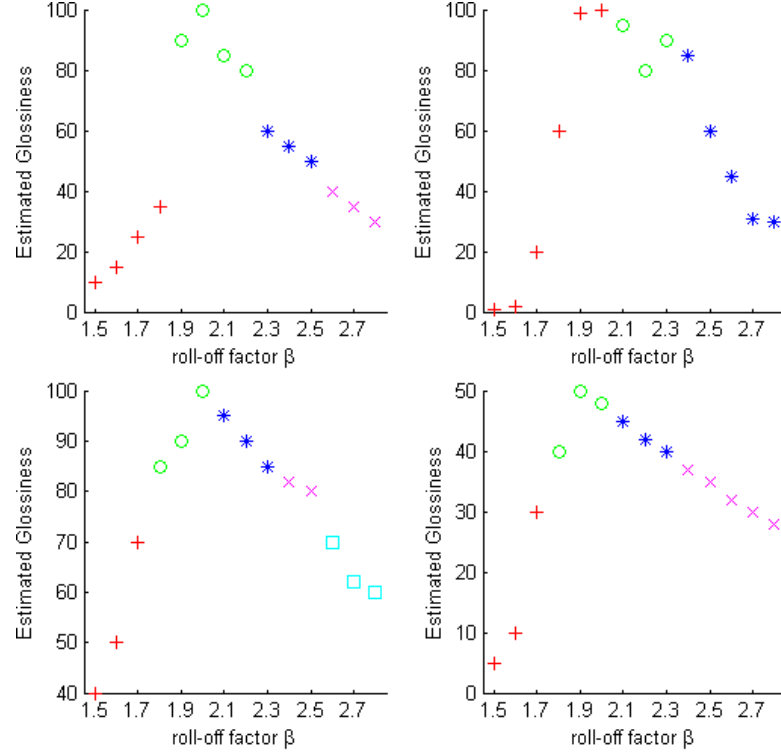 100
80
60
40
20
0
Estimated Glossiness
1.5 1.7 1.9 2.1 2.3 2.5 2.7
roll-off factor β
100
80
60
40
20
0
Estimated Glossiness
1.5 1.7 1.9 2.1 2.3 2.5 2.7
roll-off factor β
100
90
80
70
60
50
40
Estimated Glossiness
1.5 1.7 1.9 2.1 2.3 2.5 2.7
roll-off factor β
50
40
30
20
10
0
Estimated Glossiness
1.5 1.7 1.9 2.1 2.3 2.5 2.7
roll-off factor β